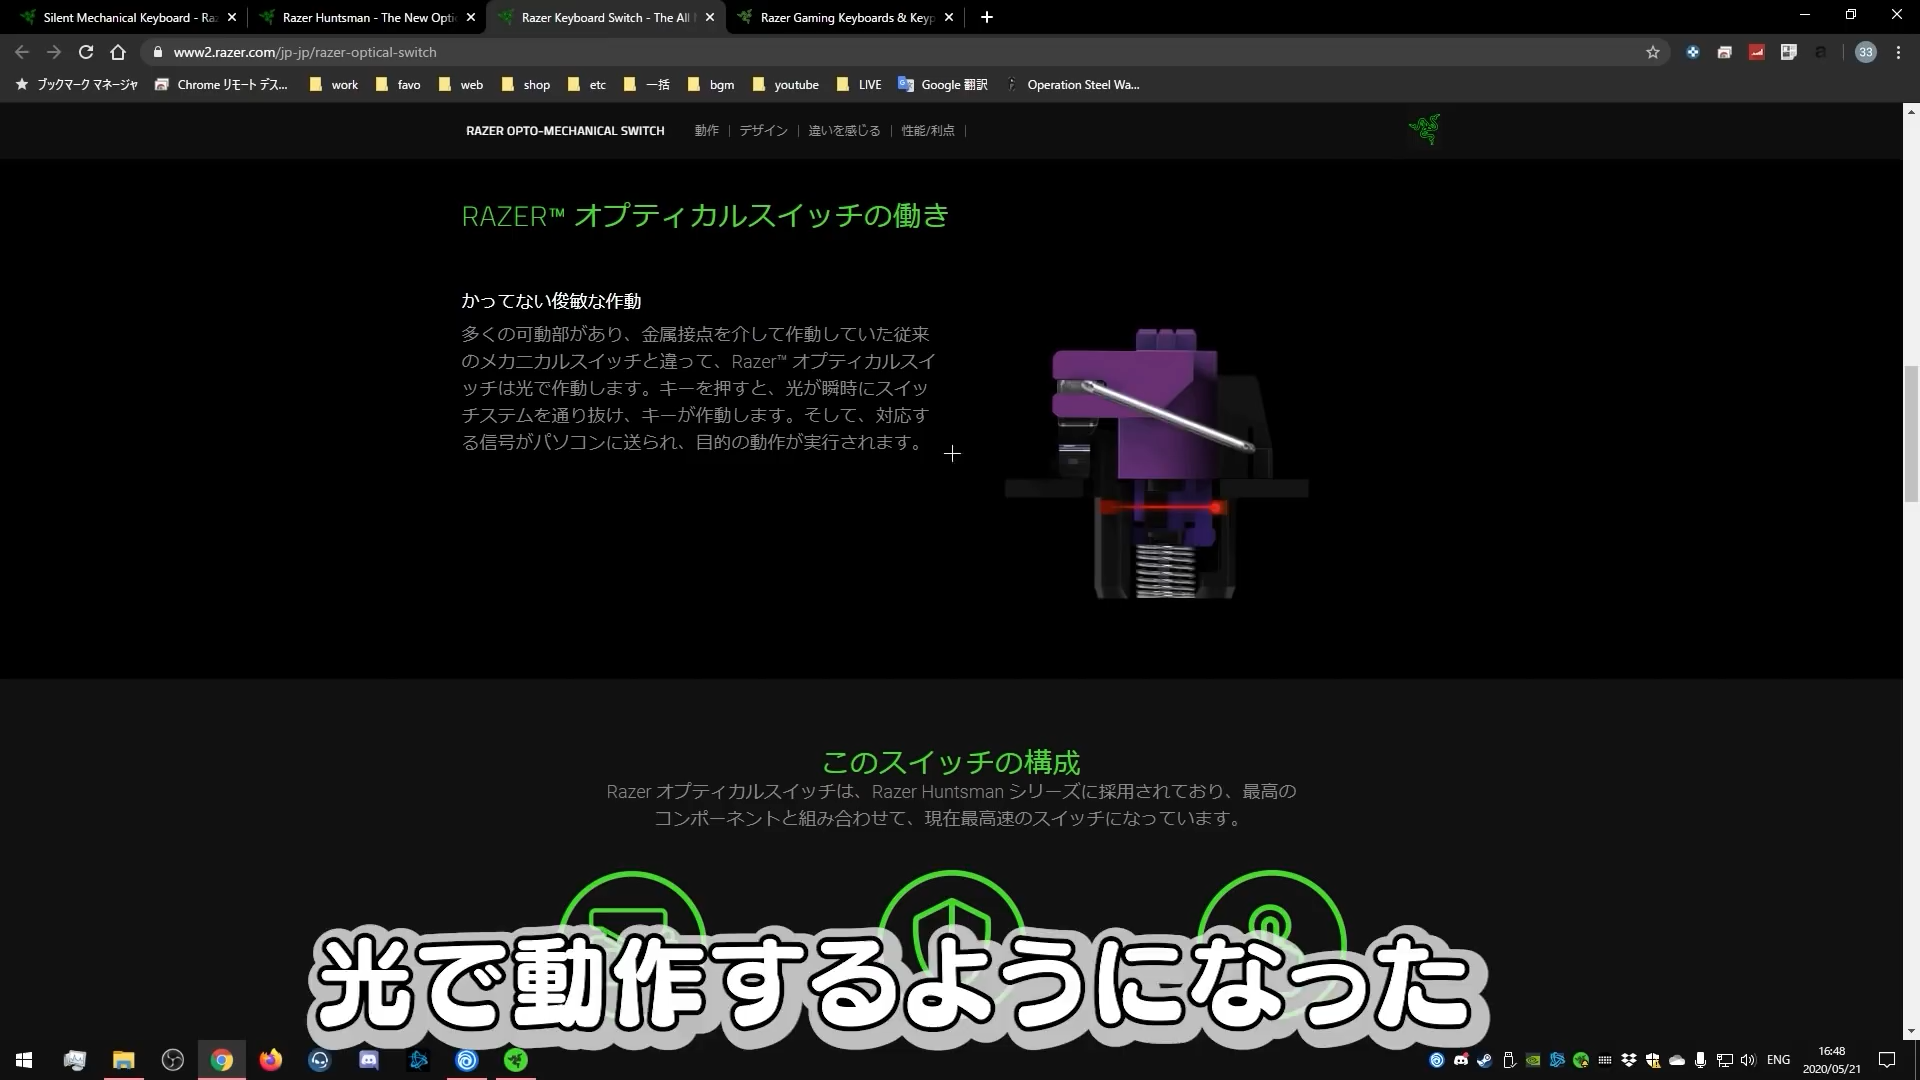 Silent Mechanical Keyboard - Raz
Razer Huntsman - The New Optic
Razer Keyboard Switch - The All
Razer Gaming Keyboards & Keyp
www2.razer.com/jp-jp/razer-optical-switch
33
ブックマーク マネージャ
Chrome リモート デス...
work
favo
web
shop
etc
一括
bgm
youtube
LIVE
Google 翻訳
Operation Steel Wa...
RAZER OPTO-MECHANICAL SWITCH
動作 | デザイン | 違いを感じる | 性能/利点 |
RAZER™ オプティカルスイッチの働き
かってない俊敏な作動
多くの可動部があり、金属接点を介して作動していた従来
のメカニカルスイッチと違って、Razer™ オプティカルスイ
ッチは光で作動します。キーを押すと、光が瞬時にスイッ
チステムを通り抜け、キーが作動します。そして、対応す
る信号がパソコンに送られ、目的の動作が実行されます。
このスイッチの構成
Razer オプティカルスイッチは、Razer Huntsman シリーズに採用されており、最高の
コンポーネントと組み合わせて、現在最高速のスイッチになっています。
光で動作するようになった
ENG
16:48
2020/05/21